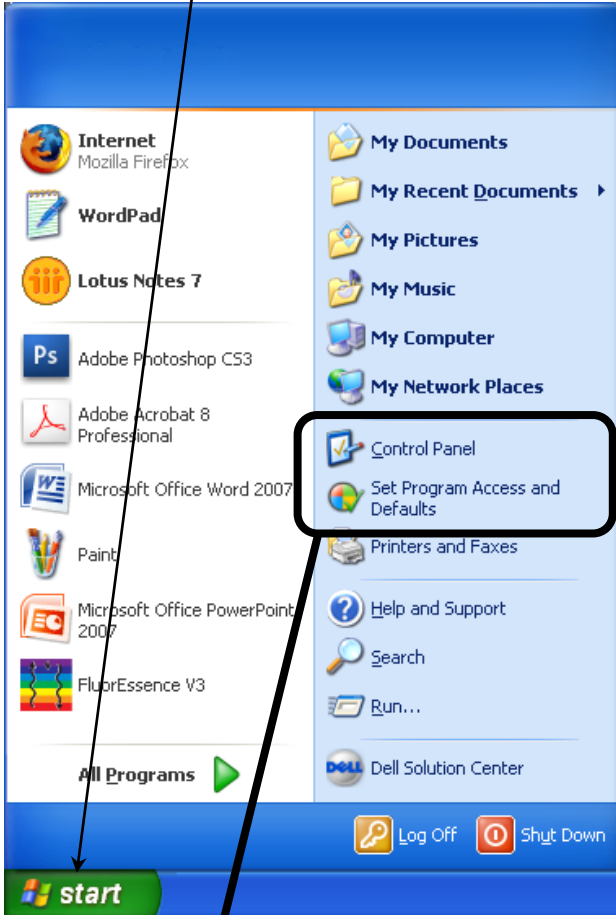 Internet
Mozilla Firefox
WordPad
Lotus Notes 7
Ps
Adobe Photoshop CS3
Adobe Acrobat 8
Professional
Microsoft Office Word 2007
Paint
Microsoft Office PowerPoint
2007
FluorEssence V3
All Programs
My Documents
My Recent Documents
My Pictures
My Music
My Computer
My Network Places
Control Panel
Set Program Access and
Defaults
Printers and Faxes
Help and Support
Search
Run...
DELL
Dell Solution Center
Log Off
Shut Down
start